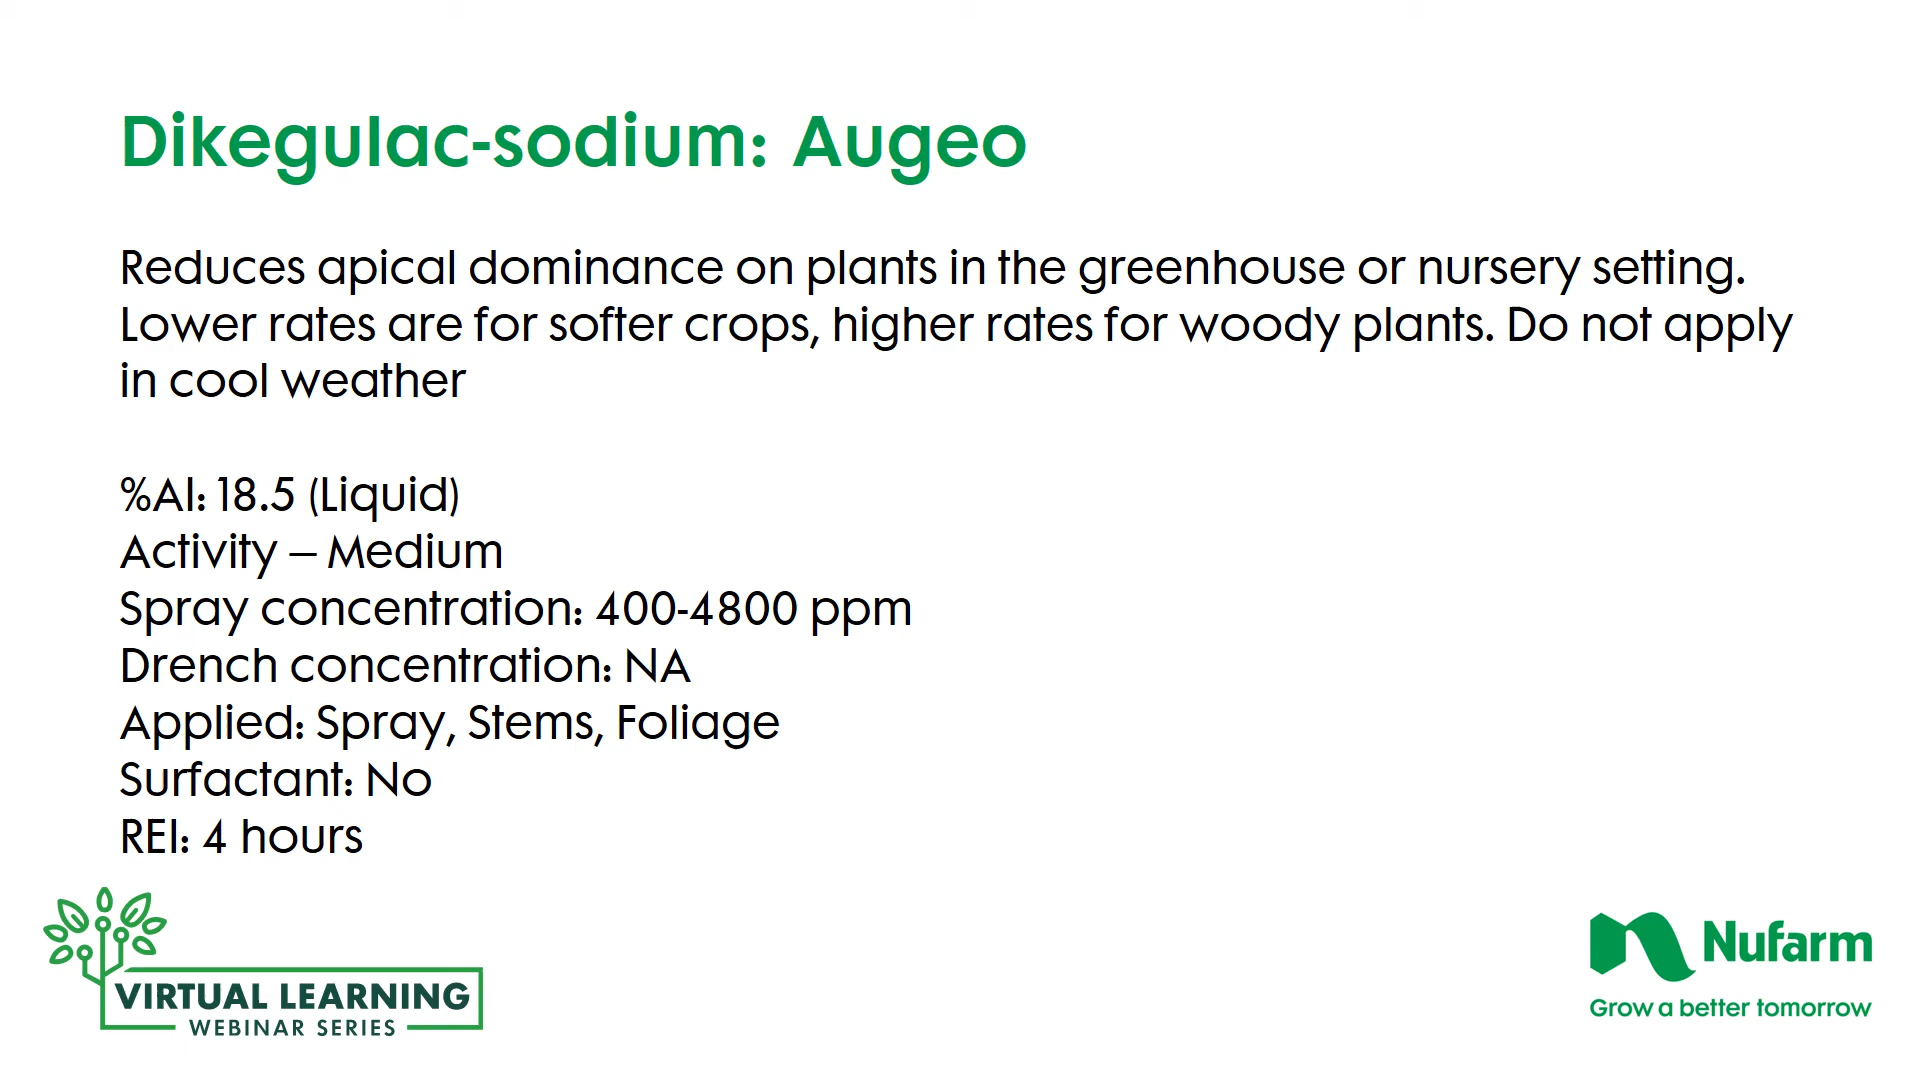 Dikegulac-sodium: Augeo
Reduces apical dominance on plants in the greenhouse or nursery setting.
Lower rates are for softer crops, higher rates for woody plants. Do not apply
in cool weather
%AI: 18.5 (Liquid)
Activity – Medium
Spray concentration: 400-4800 ppm
Drench concentration: NA
Applied: Spray, Stems, Foliage
Surfactant: No
REI: 4 hours
VIRTUAL LEARNING
WEBINAR SERIES
Nufarm
Grow a better tomorrow